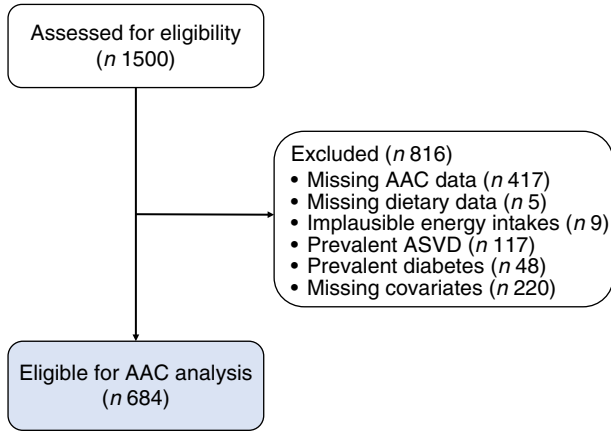 Assessed for eligibility
(n 1500)
Excluded (n 816)
• Missing AAC data (n 417)
• Missing dietary data (n 5)
• Implausible energy intakes (n 9)
• Prevalent ASVD (n 117)
• Prevalent diabetes (n 48)
• Missing covariates (n 220)
Eligible for AAC analysis
(n 684)